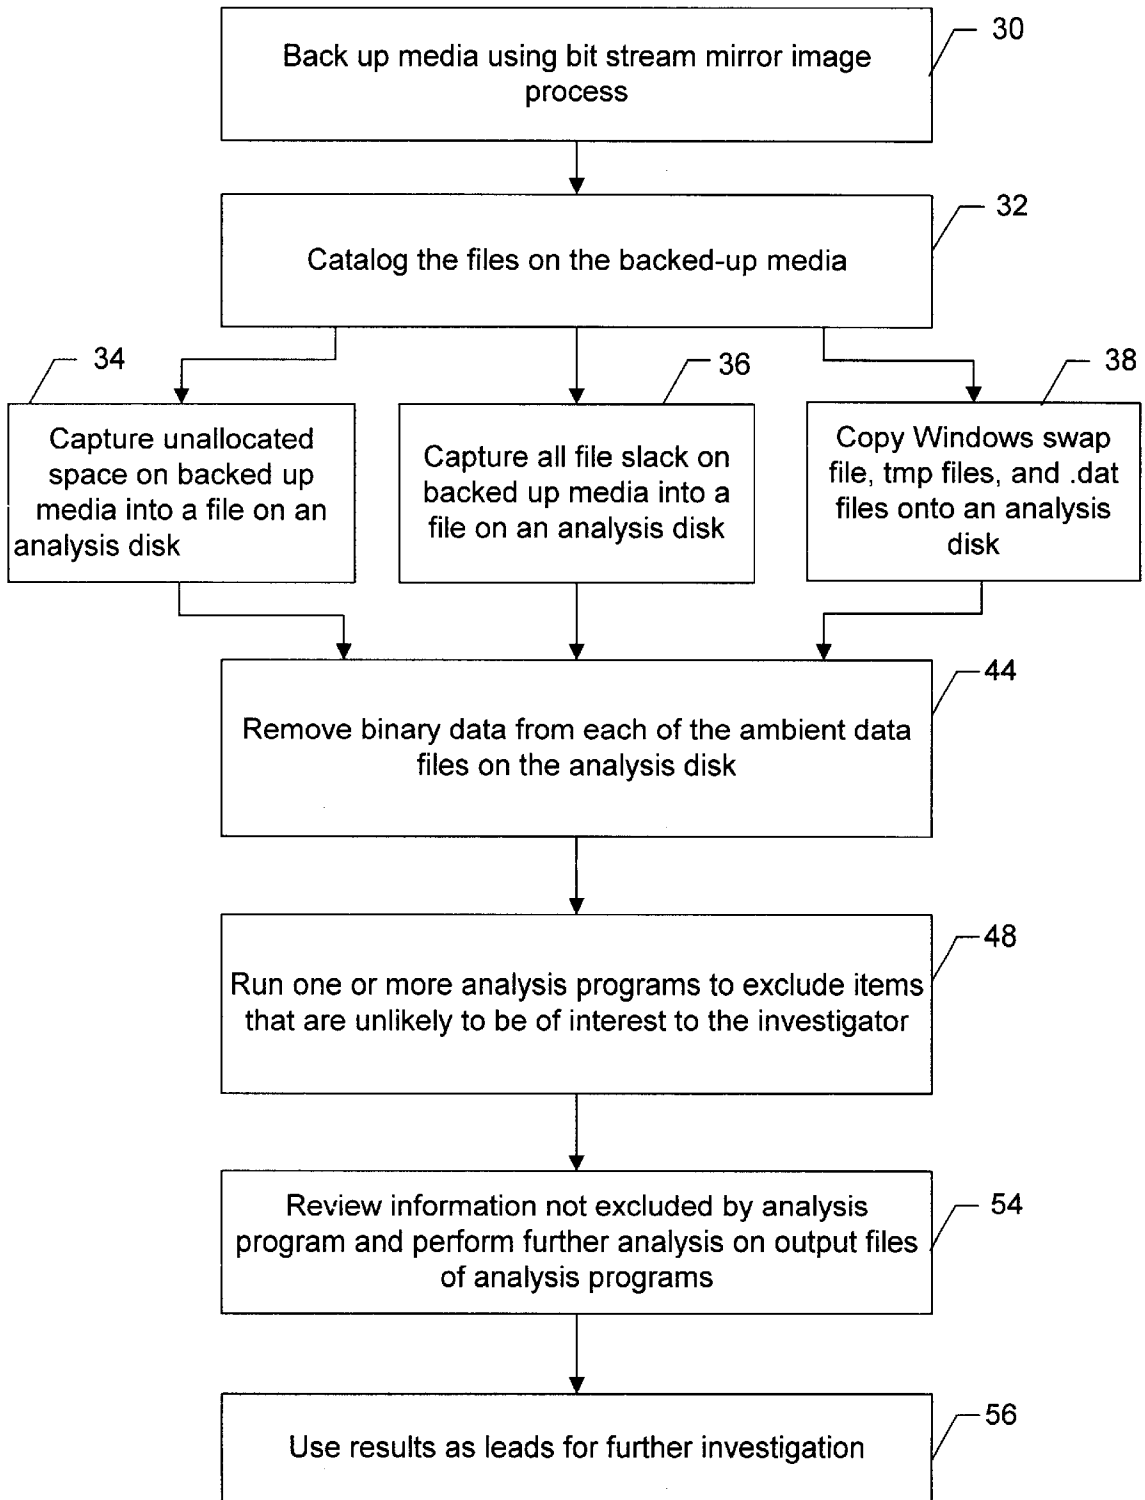 30
Back up media using bit stream mirror image
process
32
Catalog the files on the backed-up media
34
Capture unallocated
space on backed up
media into a file on an
analysis disk
36
Capture all file slack on
backed up media into a
file on an analysis disk
38
Copy Windows swap
file, tmp files, and .dat
files onto an analysis
disk
44
Remove binary data from each of the ambient data
files on the analysis disk
48
Run one or more analysis programs to exclude items
that are unlikely to be of interest to the investigator
54
Review information not excluded by analysis
program and perform further analysis on output files
of analysis programs
56
Use results as leads for further investigation